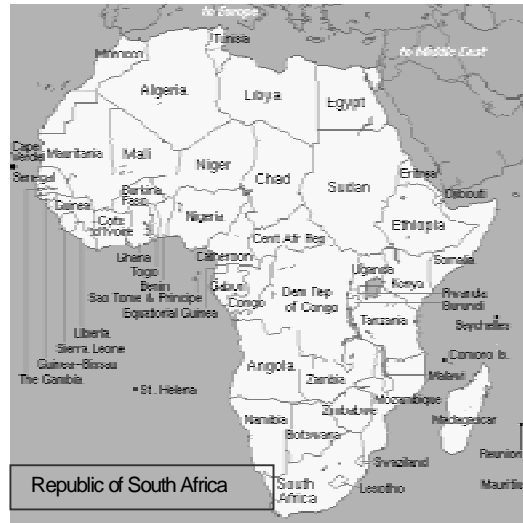 to Europe
Tunisia
to Middle East
Morocco
Algeria
Libya
Egypt
Cape
Verde
Mauritania
Mali
Niger
Chad
Sudan
Eritrea
Senegal
Djibouti
Guinea
Burkina
Faso
Cote
d'Ivoire
Nigeria
Ethiopia
Cent Afr Rep
Ghana
Cameroon
Somalia
Togo
Uganda
Kenya
Benin
Gabon
Sao Tome & Principe
Congo
Dem Rep
of Congo
Rwanda
Burundi
Equatorial Guinea
Tanzania
Seychelles
Liberia
Sierra Leone
Guinea-Bissau
The Gambia
Comoro Is.
Angola
Zambia
Malawi
St. Helena
Mozambique
Zimbabwe
Madagascar
Namibia
Botswana
Reunion
Swaziland
Republic of South Africa
South
Africa
Lesotho